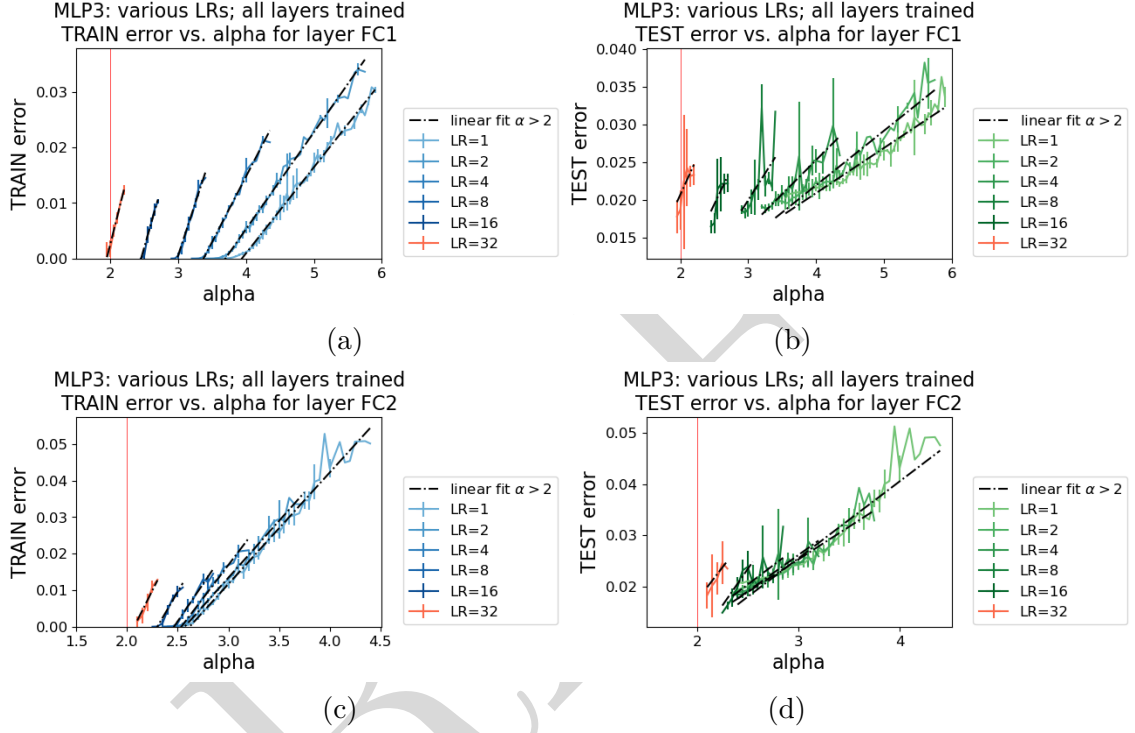 MLP3: various LRs; all layers trained
TRAIN error vs. alpha for layer FC1
TRAIN error
0.03
0.02
0.01
0.00
2
3
4
5
6
alpha
linear fit α > 2
LR=1
LR=2
LR=4
LR=8
LR=16
LR=32
(a)
MLP3: various LRs; all layers trained
TEST error vs. alpha for layer FC1
TEST error
0.040
0.035
0.030
0.025
0.020
0.015
2
3
4
5
6
alpha
linear fit α > 2
LR=1
LR=2
LR=4
LR=8
LR=16
LR=32
(b)
MLP3: various LRs; all layers trained
TRAIN error vs. alpha for layer FC2
TRAIN error
0.05
0.04
0.03
0.02
0.01
0.00
1.5
2.0
2.5
3.0
3.5
4.0
4.5
alpha
linear fit α > 2
LR=1
LR=2
LR=4
LR=8
LR=16
LR=32
(c)
MLP3: various LRs; all layers trained
TEST error vs. alpha for layer FC2
TEST error
0.05
0.04
0.03
0.02
2
3
4
alpha
linear fit α > 2
LR=1
LR=2
LR=4
LR=8
LR=16
LR=32
(d)